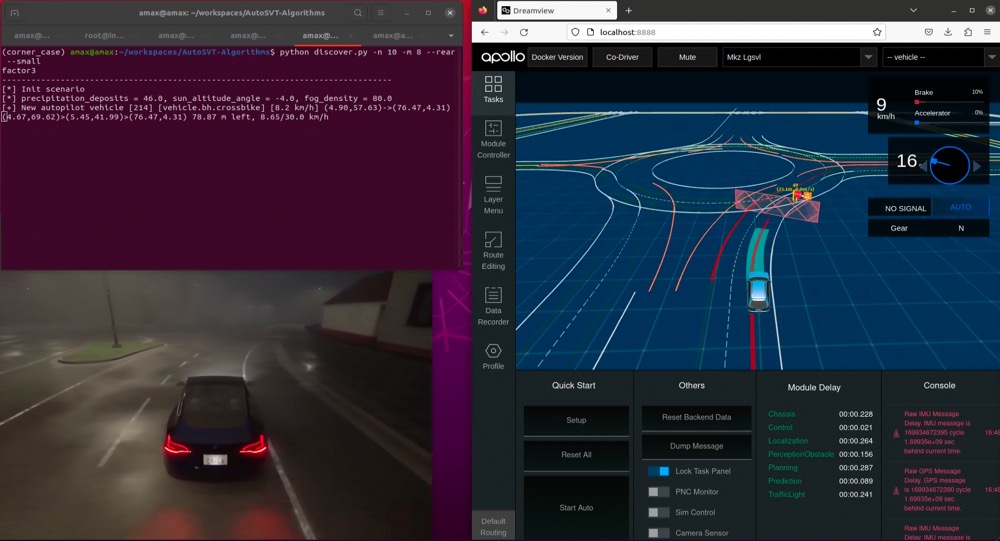 amax@amax: ~/workspaces/AutoSVT-Algorithms
amax@...
root@in...
amax@...
amax@...
amax@...
amax@...
(corner_case) amax@amax:~/workspaces/AutoSVT-Algorithms$ python discover.py -n 10 -m 8 --rear
--small
factor3
[*] Init scenario
[*] precipitation_deposits = 46.0, sun_altitude_angle = -4.0, fog_density = 80.0
[+] New autopilot vehicle [214] [vehicle.bh.crossbike] [8.2 km/h] (4.90,57.63)->(76.47,4.31)
(4.67,69.62)>(5.45,41.99)>(76.47,4.31) 78.87 m left, 8.65/30.0 km/h
Dreamview
localhost:8888
apollo
Docker Version
Co-Driver
Mute
Mkz Lgsvl
-- vehicle --
Tasks
Module
Controller
Layer
Menu
Route
Editing
Data
Recorder
Profile
Default
Routing
9
km/h
Brake
10%
Accelerator
0%
16
NO SIGNAL
AUTO
Gear
N
Quick Start
Setup
Reset All
Start Auto
Others
Reset Backend Data
Dump Message
Lock Task Panel
PNC Monitor
Sim Control
Camera Sensor
Module Delay
Chassis 00:00.228
Control 00:00.021
Localization 00:00.264
PerceptionObstacle 00:00.156
Planning 00:00.287
Prediction 00:00.089
TrafficLight 00:00.241
Console
Raw IMU Message
Delay. IMU message is
169934672395 cycle
1.69935e+09 sec
behind current time.
Raw GPS Message
Delay. GPS message
is 169934672390 cycle
1.69935e+09 sec
behind current time.
Raw IMU Message
Delay. IMU message is